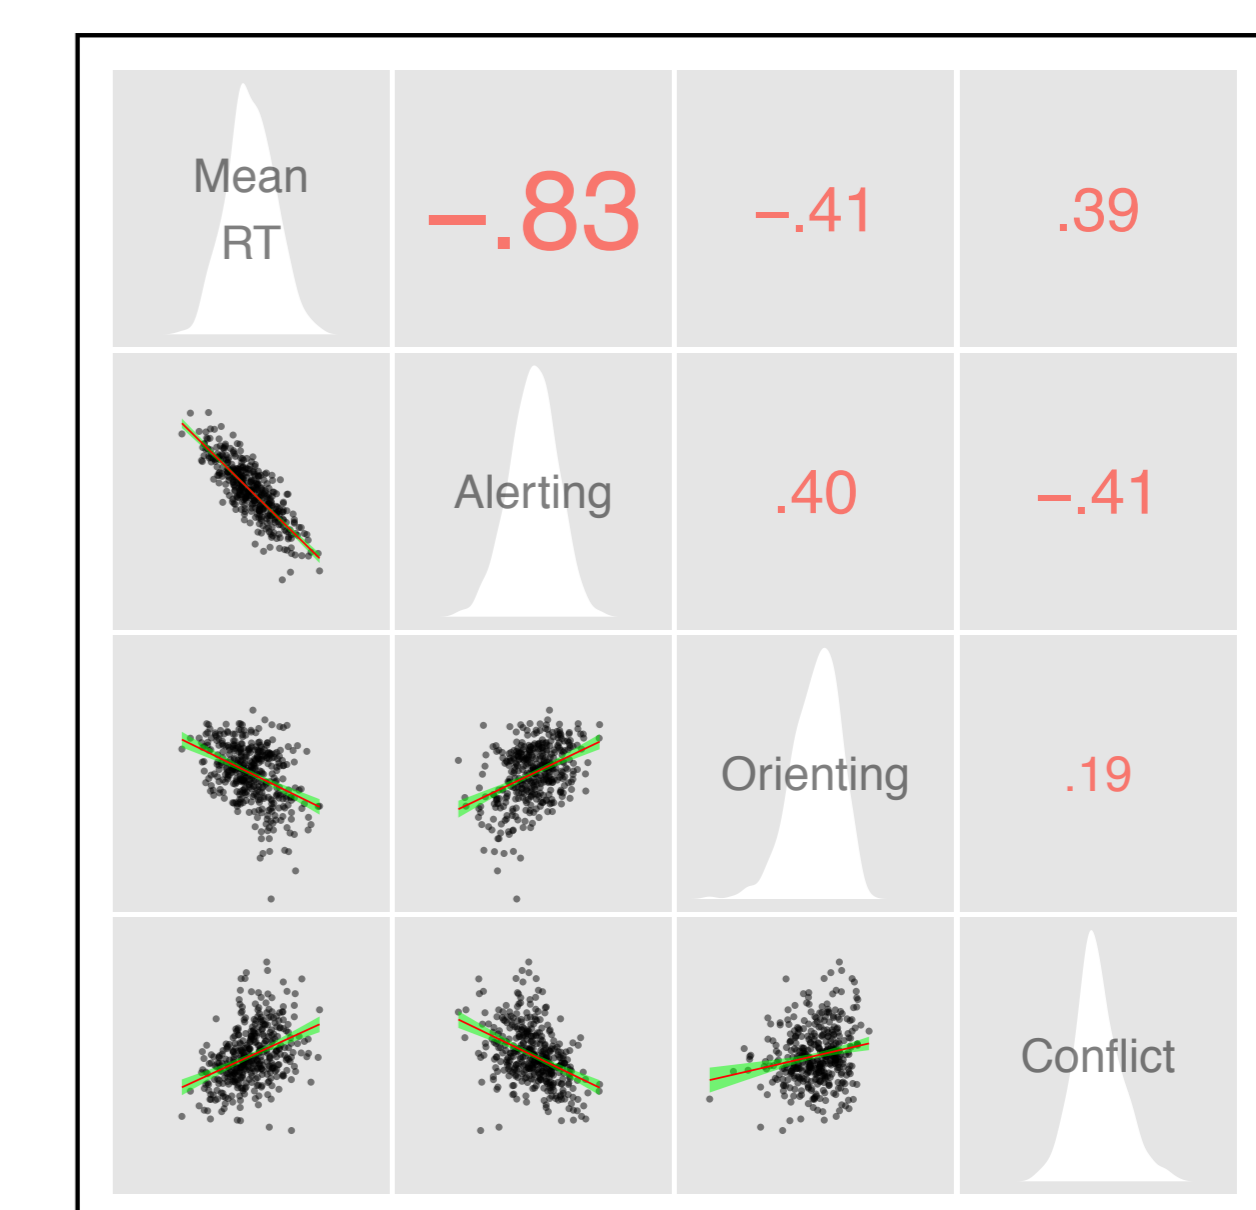 Mean
RT
–.83
–.41
.39
Alerting
.40
–.41
Orienting
.19
Conflict